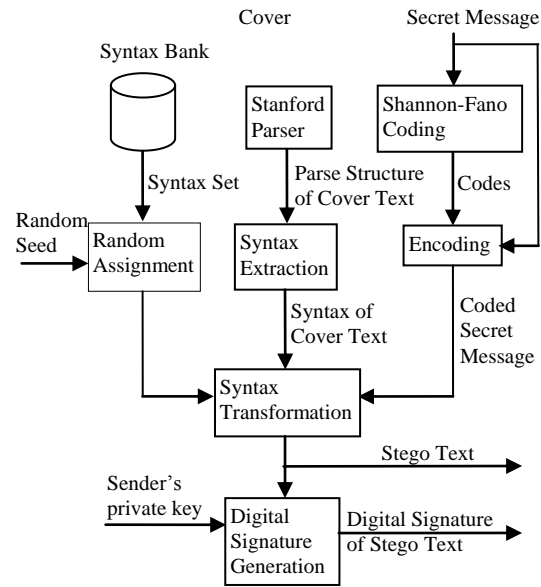 Cover
Secret Message
Syntax Bank
Stanford
Parser
Shannon-Fano
Coding
Syntax Set
Parse Structure
of Cover Text
Codes
Random
Seed
Random
Assignment
Syntax
Extraction
Encoding
Syntax of
Cover Text
Coded
Secret
Message
Syntax
Transformation
Stego Text
Sender’s
private key
Digital
Signature
Generation
Digital Signature
of Stego Text